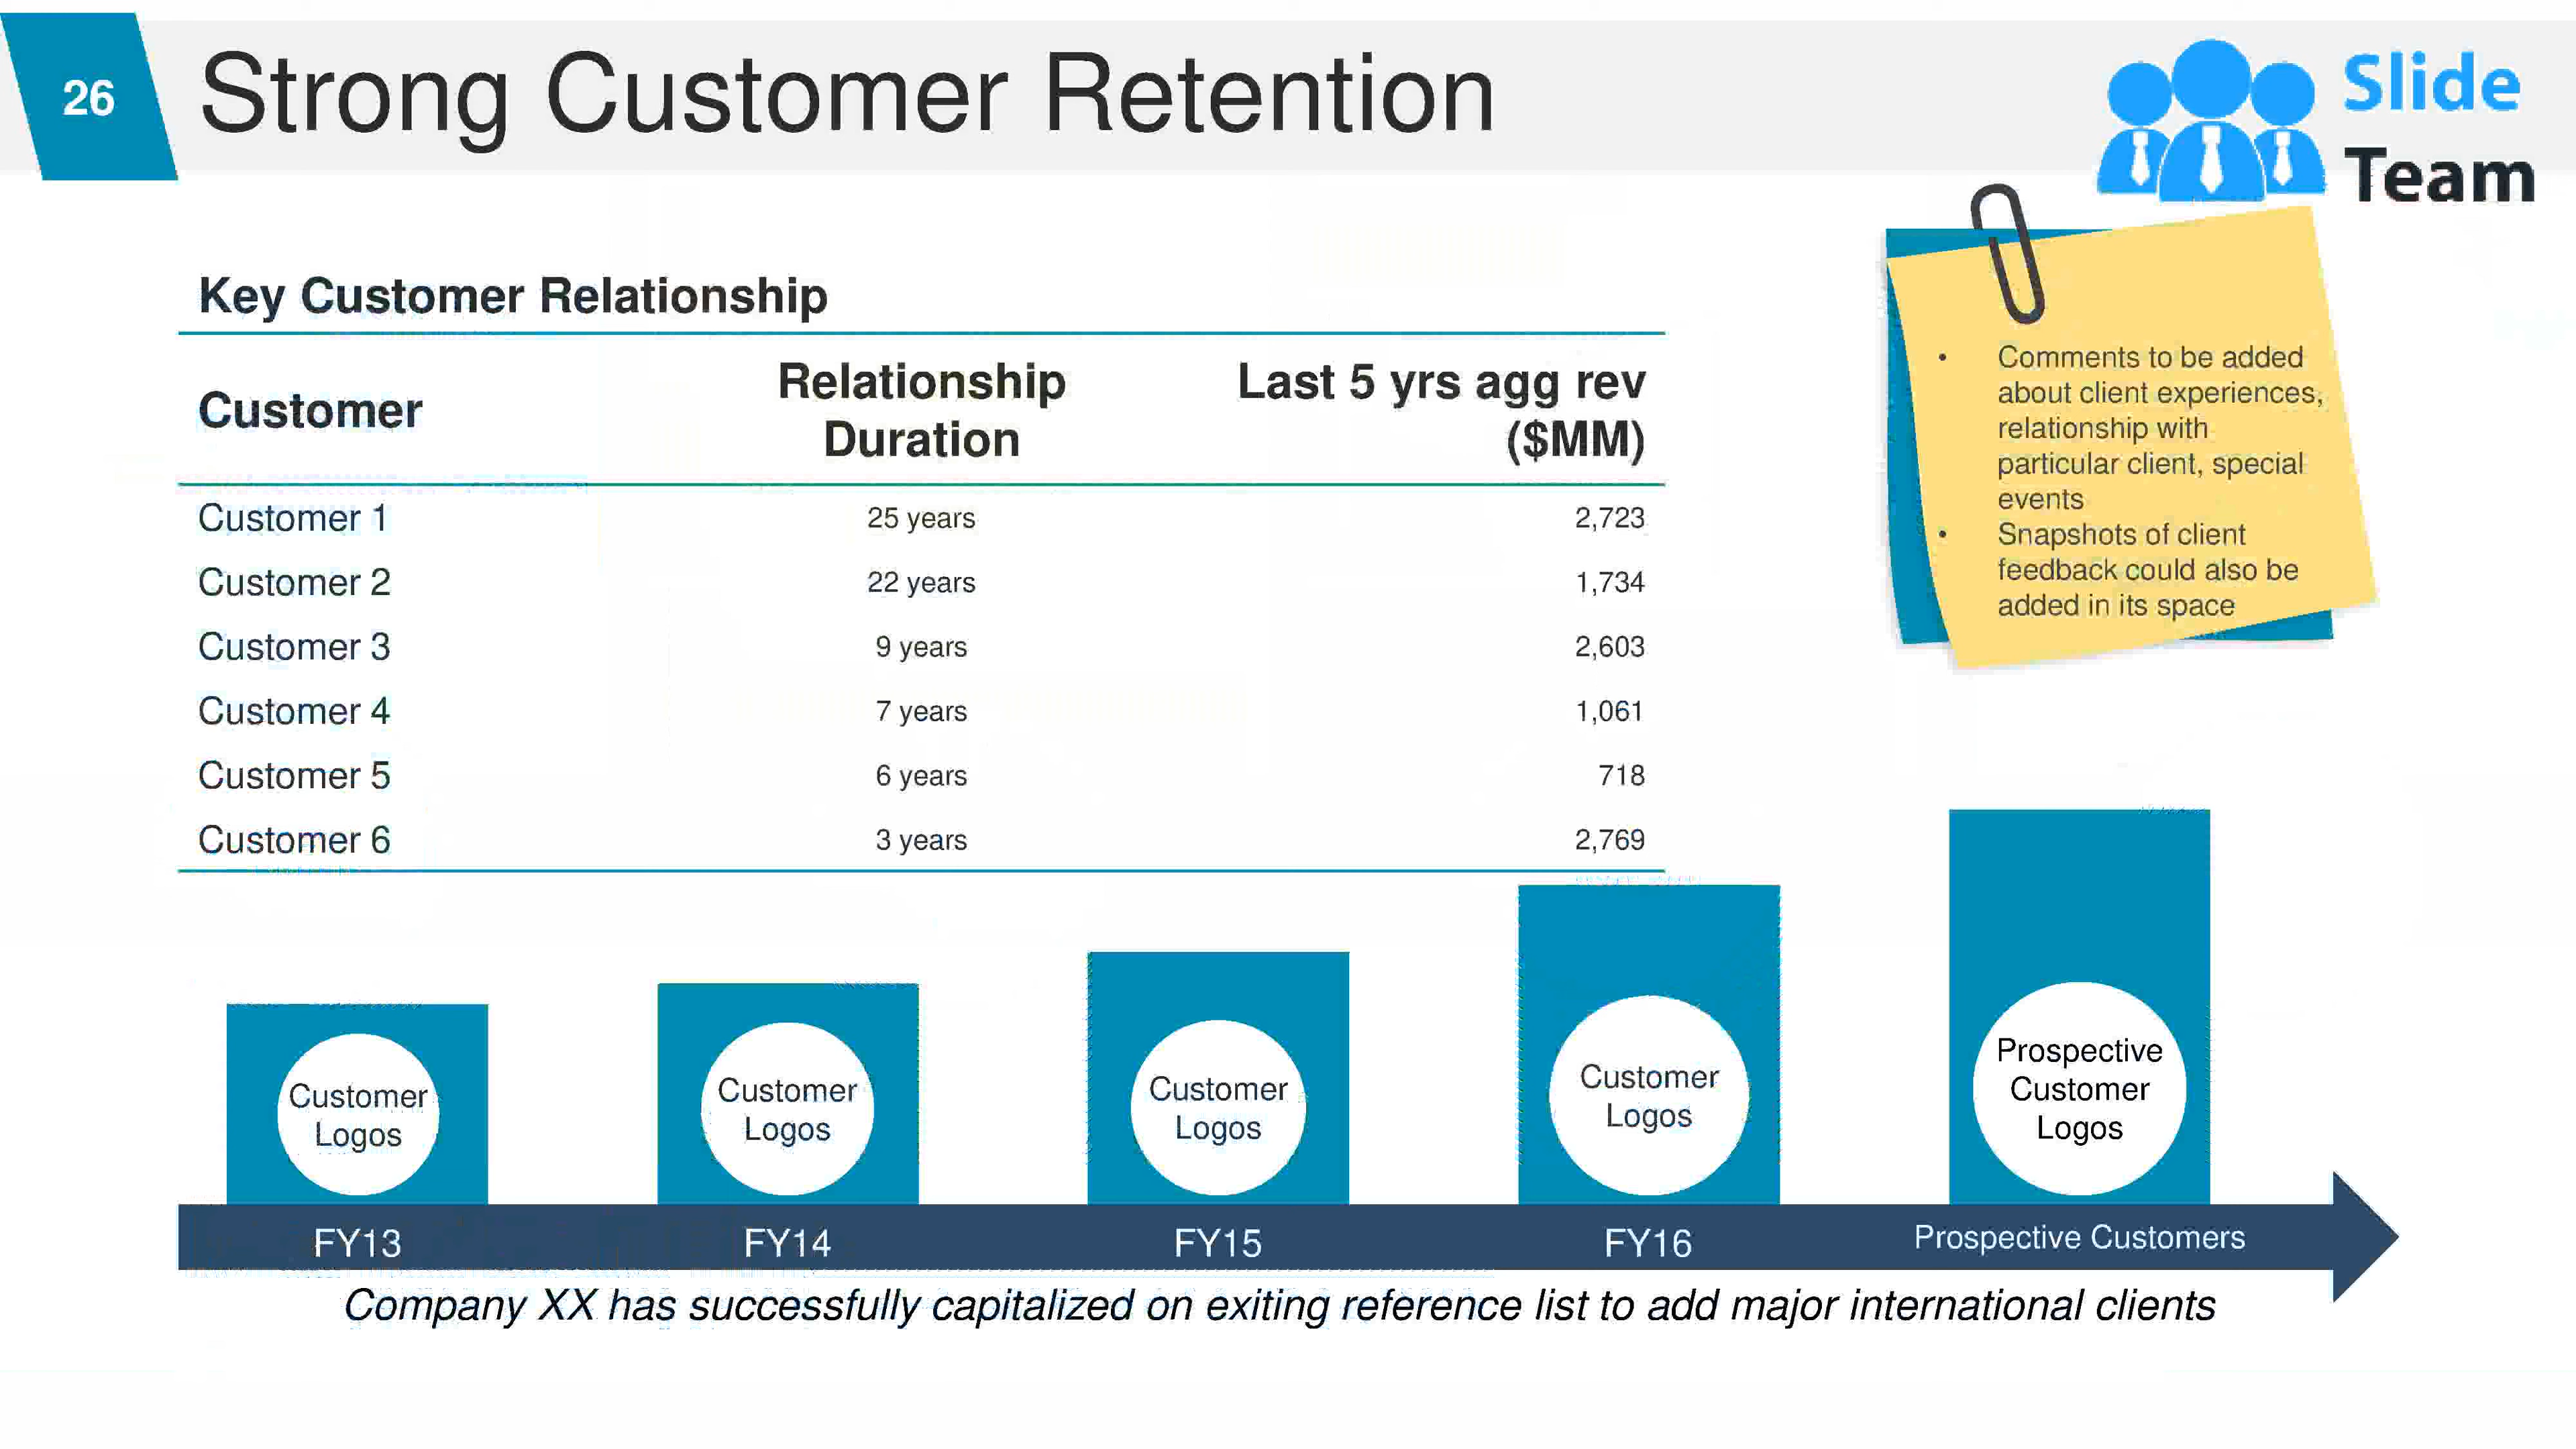 26
Strong Customer Retention
Slide
Team
Key Customer Relationship
Customer
Relationship
Duration
Last 5 yrs agg rev
($MM)
Customer 1 25 years 2,723
Customer 2 22 years 1,734
Customer 3 9 years 2,603
Customer 4 7 years 1,061
Customer 5 6 years 718
Customer 6 3 years 2,769
• Comments to be added
about client experiences,
relationship with
particular client, special
events
• Snapshots of client
feedback could also be
added in its space
Customer
Logos
Customer
Logos
Customer
Logos
Customer
Logos
Prospective
Customer
Logos
FY13 FY14 FY15 FY16 Prospective Customers
Company XX has successfully capitalized on exiting reference list to add major international clients